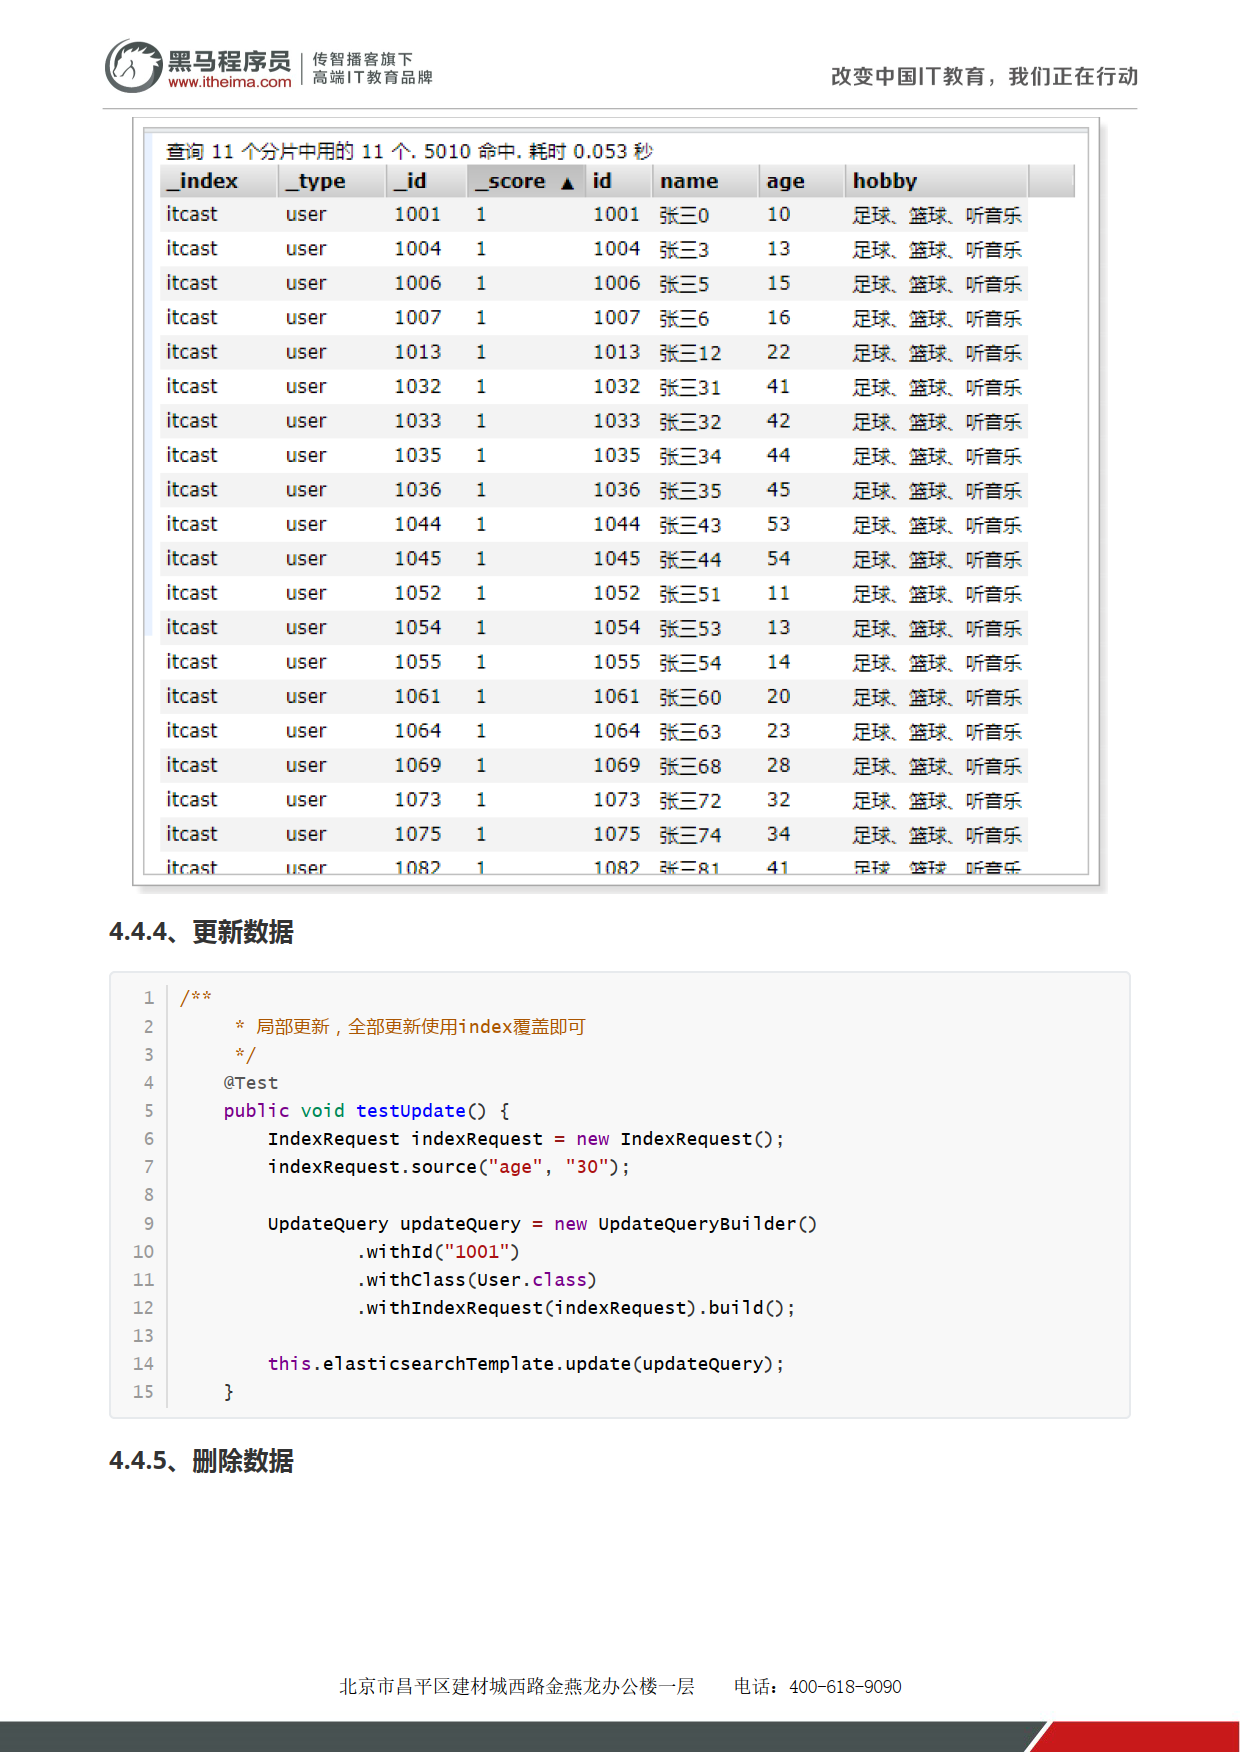 黑马程序员
www.itheima.com
传智播客旗下
高端IT教育品牌
改变中国IT教育，我们正在行动
查询 11 个分片中用的 11 个. 5010 命中. 耗时 0.053 秒
_index _type _id _score ▲ id name age hobby
itcast user 1001 1 1001 张三0 10 足球、篮球、听音乐
itcast user 1004 1 1004 张三3 13 足球、篮球、听音乐
itcast user 1006 1 1006 张三5 15 足球、篮球、听音乐
itcast user 1007 1 1007 张三6 16 足球、篮球、听音乐
itcast user 1013 1 1013 张三12 22 足球、篮球、听音乐
itcast user 1032 1 1032 张三31 41 足球、篮球、听音乐
itcast user 1033 1 1033 张三32 42 足球、篮球、听音乐
itcast user 1035 1 1035 张三34 44 足球、篮球、听音乐
itcast user 1036 1 1036 张三35 45 足球、篮球、听音乐
itcast user 1044 1 1044 张三43 53 足球、篮球、听音乐
itcast user 1045 1 1045 张三44 54 足球、篮球、听音乐
itcast user 1052 1 1052 张三51 11 足球、篮球、听音乐
itcast user 1054 1 1054 张三53 13 足球、篮球、听音乐
itcast user 1055 1 1055 张三54 14 足球、篮球、听音乐
itcast user 1061 1 1061 张三60 20 足球、篮球、听音乐
itcast user 1064 1 1064 张三63 23 足球、篮球、听音乐
itcast user 1069 1 1069 张三68 28 足球、篮球、听音乐
itcast user 1073 1 1073 张三72 32 足球、篮球、听音乐
itcast user 1075 1 1075 张三74 34 足球、篮球、听音乐
itcast user 1082 1 1082 张三81 41 足球、篮球、听音乐
4.4.4、更新数据
1 /**
2 * 局部更新，全部更新使用index覆盖即可
3 */
4 @Test
5 public void testUpdate() {
6 IndexRequest indexRequest = new IndexRequest();
7 indexRequest.source("age", "30");
8
9 UpdateQuery updateQuery = new UpdateQueryBuilder()
10 .withId("1001")
11 .withClass(User.class)
12 .withIndexRequest(indexRequest).build();
13
14 this.elasticsearchTemplate.update(updateQuery);
15 }
4.4.5、删除数据
北京市昌平区建材城西路金燕龙办公楼一层 电话：400-618-9090